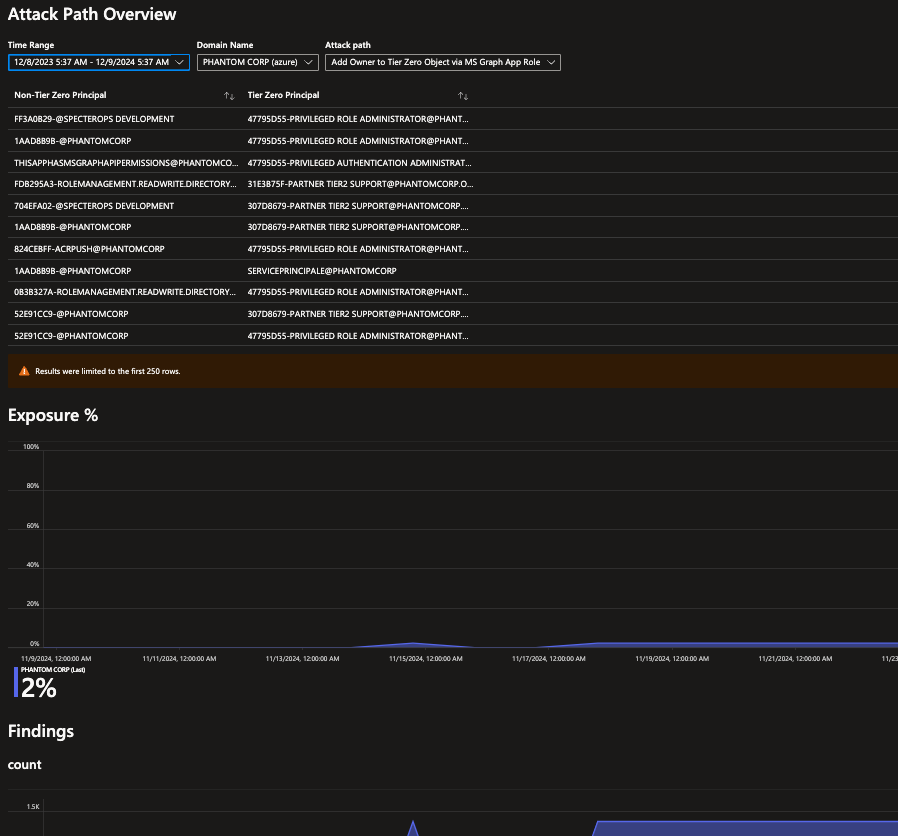 Attack Path Overview
Time Range Domain Name Attack path
12/8/2023 5:37 AM - 12/9/2024 5:37 AM PHANTOM CORP (azure) Add Owner to Tier Zero Object via MS Graph App Role
Non-Tier Zero Principal Tier Zero Principal
FF3A0B29-@SPECTEROPS DEVELOPMENT 47795D55-PRIVILEGED ROLE ADMINISTRATOR@PHANT...
1AAD8B9B-@PHANTOMCORP 47795D55-PRIVILEGED ROLE ADMINISTRATOR@PHANT...
THISAPPHASMSGRAPHAPIPERMISSIONS@PHANTOMCO... 47795D55-PRIVILEGED AUTHENTICATION ADMINISTRAT...
FDB295A3-ROLEMANAGEMENT.READWRITE.DIRECTORY... 31E3B75F-PARTNER TIER2 SUPPORT@PHANTOMCORP.O...
704EFA02-@SPECTEROPS DEVELOPMENT 307D8679-PARTNER TIER2 SUPPORT@PHANTOMCORP....
1AAD8B9B-@PHANTOMCORP 307D8679-PARTNER TIER2 SUPPORT@PHANTOMCORP....
824CEBFF-ACRPUSH@PHANTOMCORP 47795D55-PRIVILEGED ROLE ADMINISTRATOR@PHANT...
1AAD8B9B-@PHANTOMCORP SERVICEPRINCIPALE@PHANTOMCORP
0B3B327A-ROLEMANAGEMENT.READWRITE.DIRECTORY... 47795D55-PRIVILEGED ROLE ADMINISTRATOR@PHANT...
52E91CC9-@PHANTOMCORP 307D8679-PARTNER TIER2 SUPPORT@PHANTOMCORP....
52E91CC9-@PHANTOMCORP 47795D55-PRIVILEGED ROLE ADMINISTRATOR@PHANT...
Results were limited to the first 250 rows.
Exposure %
100%
80%
60%
40%
20%
0%
11/9/2024, 12:00:00 AM 11/11/2024, 12:00:00 AM 11/13/2024, 12:00:00 AM 11/15/2024, 12:00:00 AM 11/17/2024, 12:00:00 AM 11/19/2024, 12:00:00 AM 11/21/2024, 12:00:00 AM 11/23
PHANTOM CORP (Last)
2%
Findings
count
1.5K